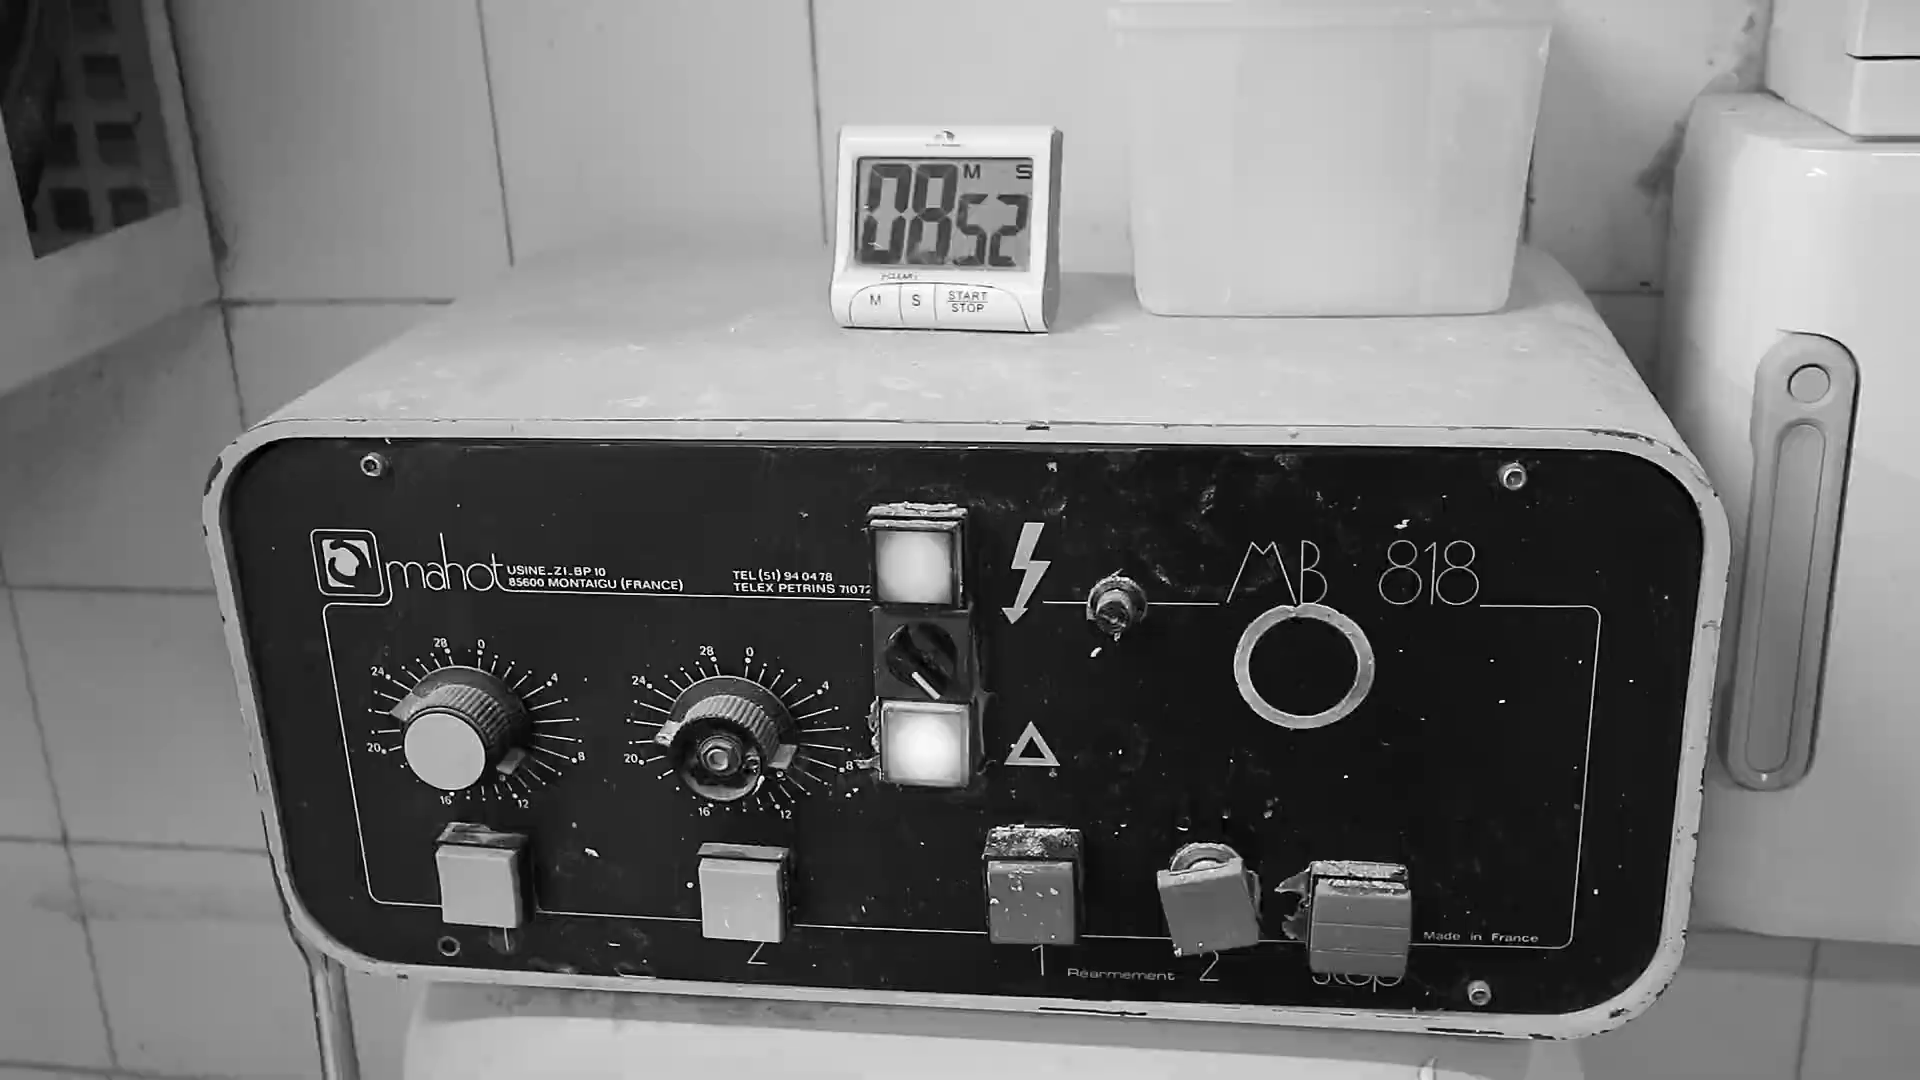 M S
08 52
CLEAR
M S START
STOP
mahot
USINE_ZI_BP 10
85600 MONTAIGU (FRANCE)
TEL (51) 94 04 78
TELEX PETRINS 71072
MB 818
28 0 4 8 12 16 20 24
28 0 4 8 12 16 20 24
2
1 Réarmement 2
stop
Made in France